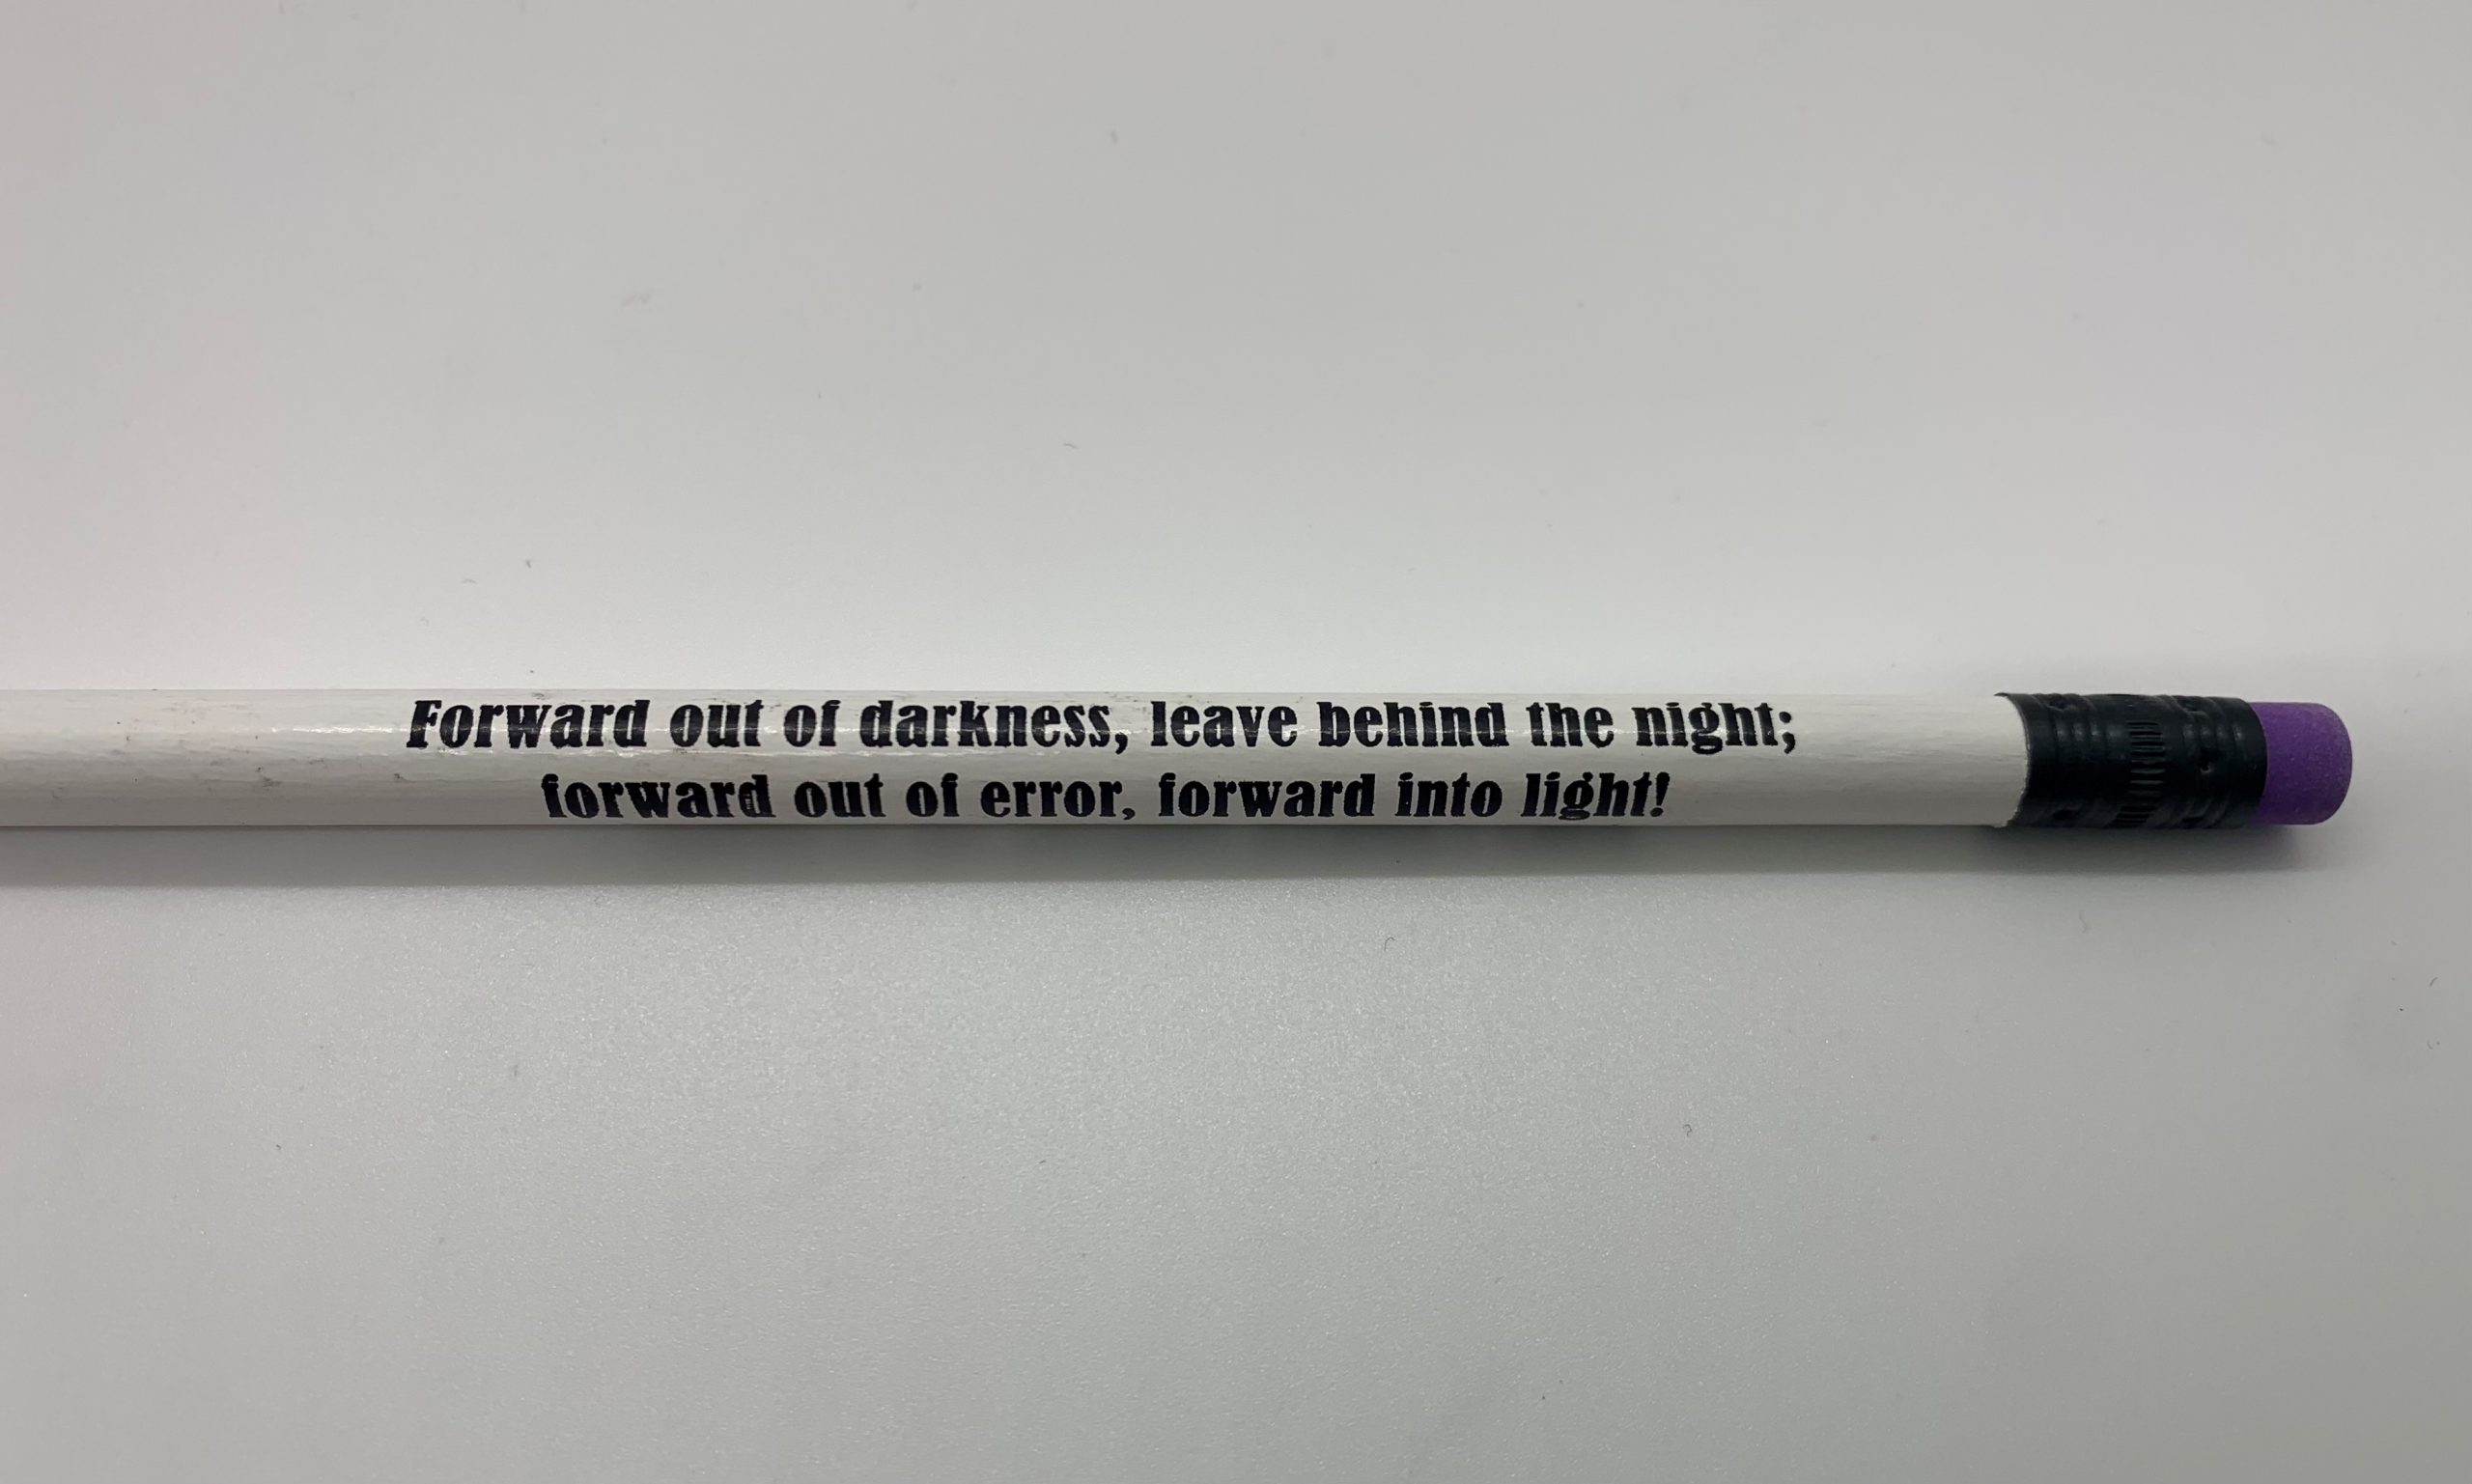 Forward out of darkness, leave behind the night;
forward out of error, forward into light!